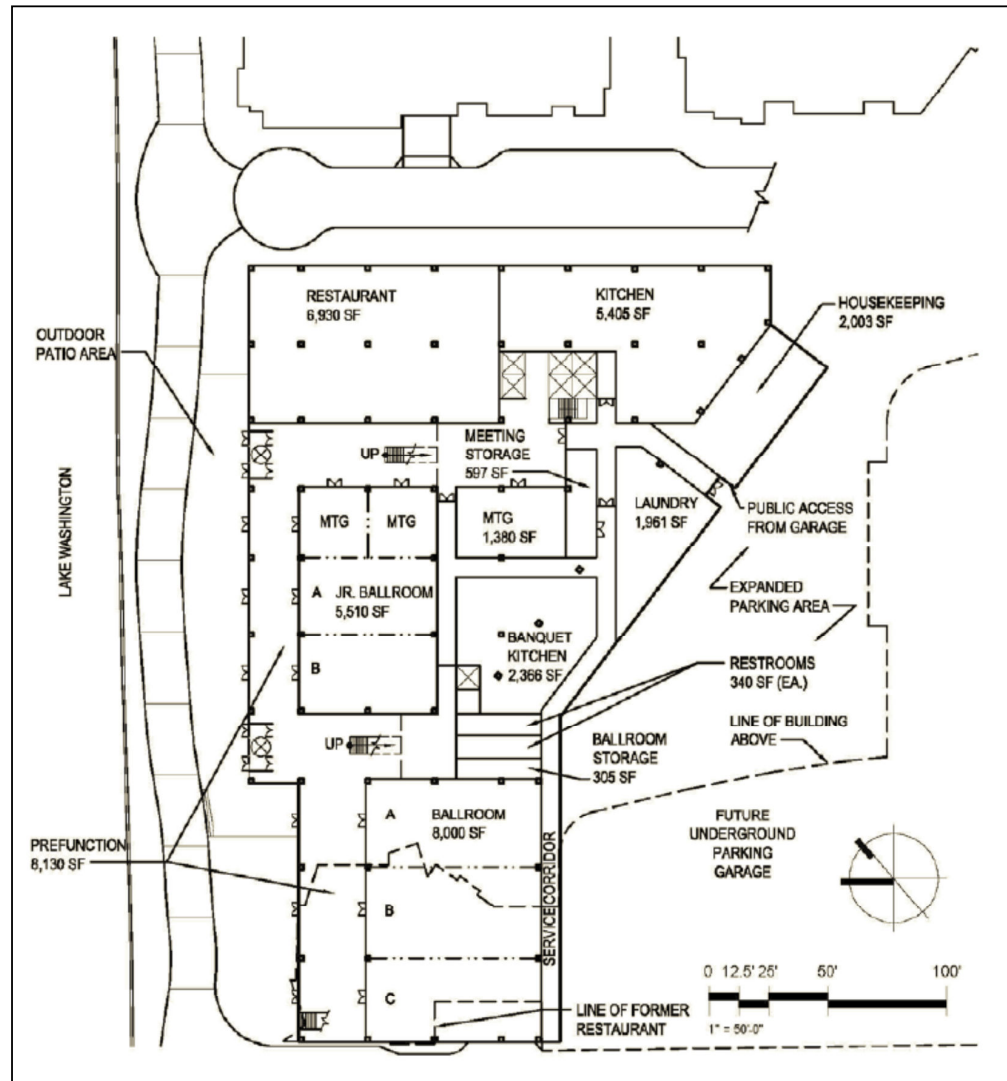 RESTAURANT
6,930 SF
KITCHEN
5,405 SF
HOUSEKEEPING
2,003 SF
OUTDOOR
PATIO AREA
UP
MEETING
STORAGE
597 SF
LAUNDRY
1,961 SF
PUBLIC ACCESS
FROM GARAGE
LAKE WASHINGTON
MTG
MTG
MTG
1,380 SF
A
JR. BALLROOM
5,510 SF
B
EXPANDED
PARKING AREA
BANQUET
KITCHEN
2,366 SF
RESTROOMS
340 SF (EA.)
UP
BALLROOM
STORAGE
305 SF
LINE OF BUILDING
ABOVE
PREFUNCTION
8,130 SF
A
BALLROOM
8,000 SF
B
C
SERVICE CORRIDOR
FUTURE
UNDERGROUND
PARKING
GARAGE
LINE OF FORMER
RESTAURANT
0 12.5' 25' 50' 100'
1" = 50'-0"